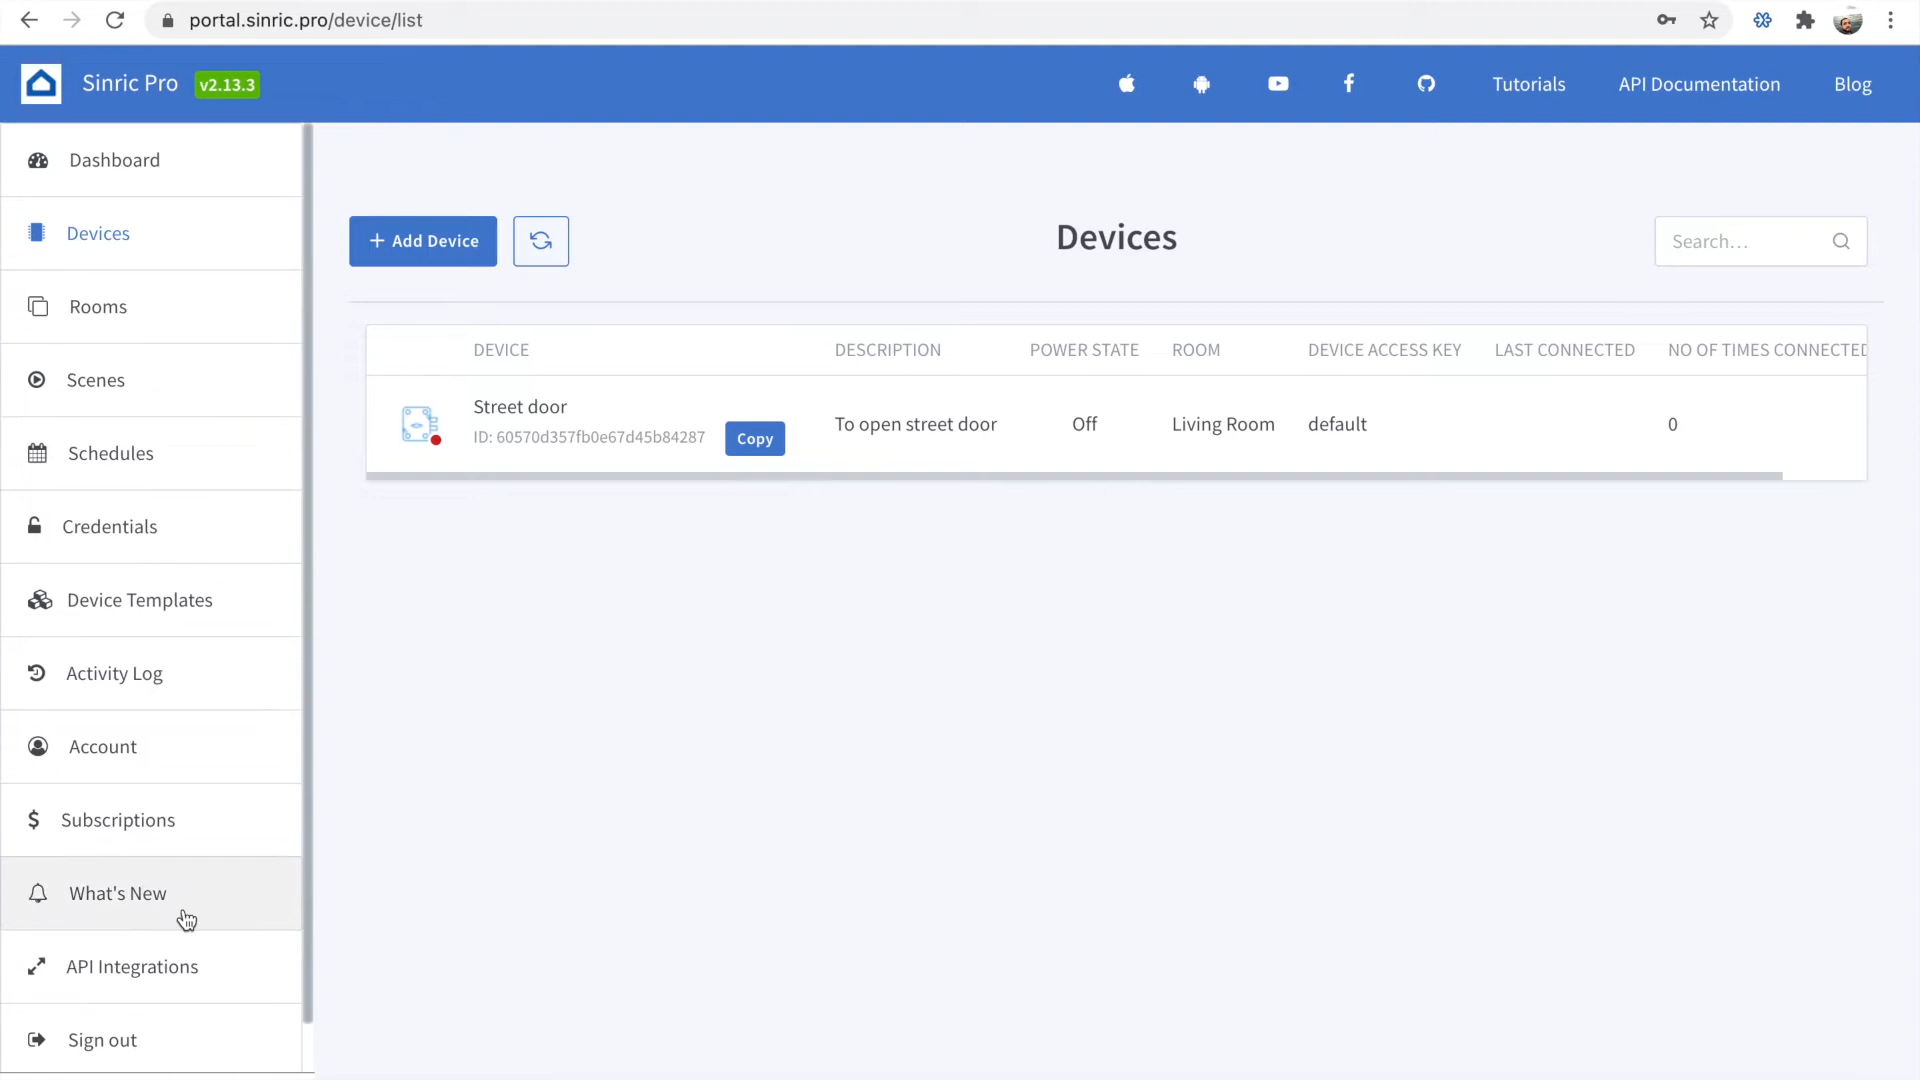 portal.sinric.pro/device/list
Sinric Pro v2.13.3
Tutorials API Documentation Blog
Dashboard
Devices
Rooms
Scenes
Schedules
Credentials
Device Templates
Activity Log
Account
Subscriptions
What's New
API Integrations
Sign out
+ Add Device
Devices
Search...
DEVICE DESCRIPTION POWER STATE ROOM DEVICE ACCESS KEY LAST CONNECTED NO OF TIMES CONNECTED
Street door
ID: 60570d357fb0e67d45b84287 Copy
To open street door Off Living Room default 0